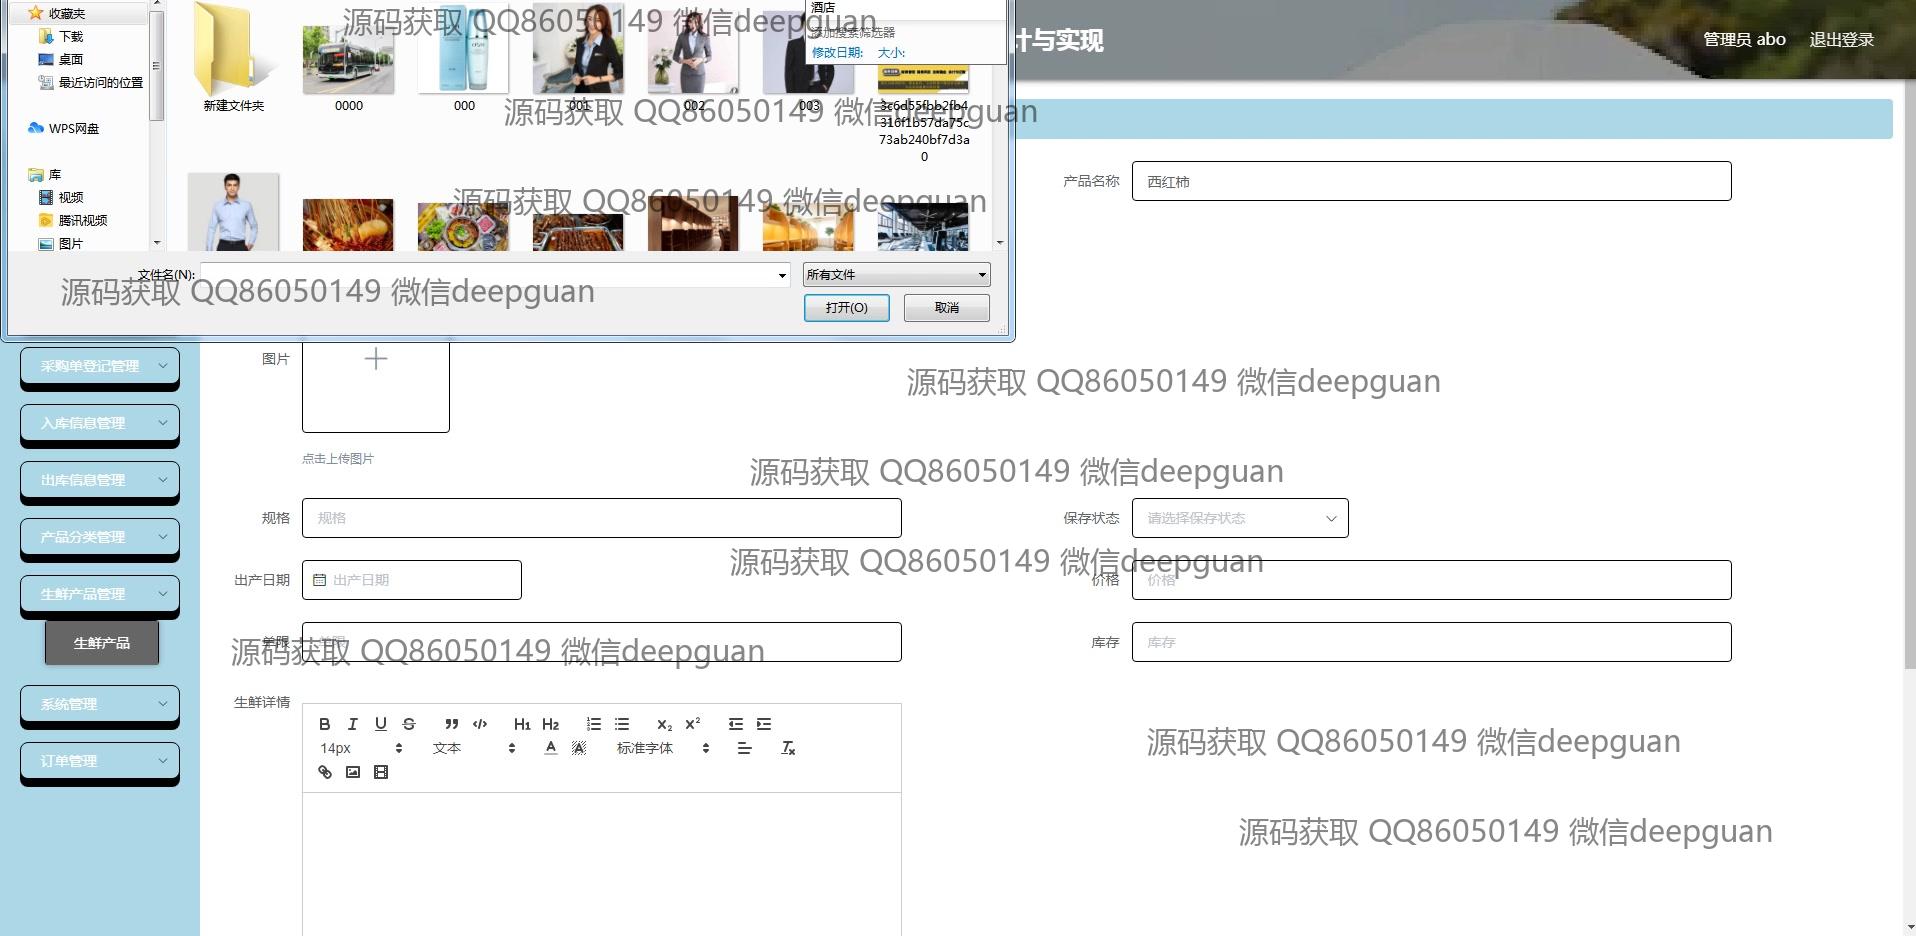 收藏夹
下载
桌面
最近访问的位置
WPS网盘
库
视频
腾讯视频
图片
新建文件夹
0000
000
001
002
003
3c6d55fbb2fb4
316f1b57da75c
73ab240bf7d3a
0
酒店
添加搜索筛选器
修改日期: 大小:
文件名(N):
所有文件
打开(O)
取消
计与实现
管理员 abo
退出登录
源码获取 QQ86050149 微信deepguan
源码获取 QQ86050149 微信deepguan
源码获取 QQ86050149 微信deepguan
源码获取 QQ86050149 微信deepguan
产品名称
西红柿
采购单登记管理
入库信息管理
出库信息管理
产品分类管理
生鲜产品管理
生鲜产品
系统管理
订单管理
图片
点击上传图片
源码获取 QQ86050149 微信deepguan
源码获取 QQ86050149 微信deepguan
规格
规格
保存状态
请选择保存状态
源码获取 QQ86050149 微信deepguan
出产日期
出产日期
价格
价格
单限
单限
源码获取 QQ86050149 微信deepguan
库存
库存
生鲜详情
B I U S
H1 H2
X2 X2
14px
文本
A A
标准字体
Tx
源码获取 QQ86050149 微信deepguan
源码获取 QQ86050149 微信deepguan